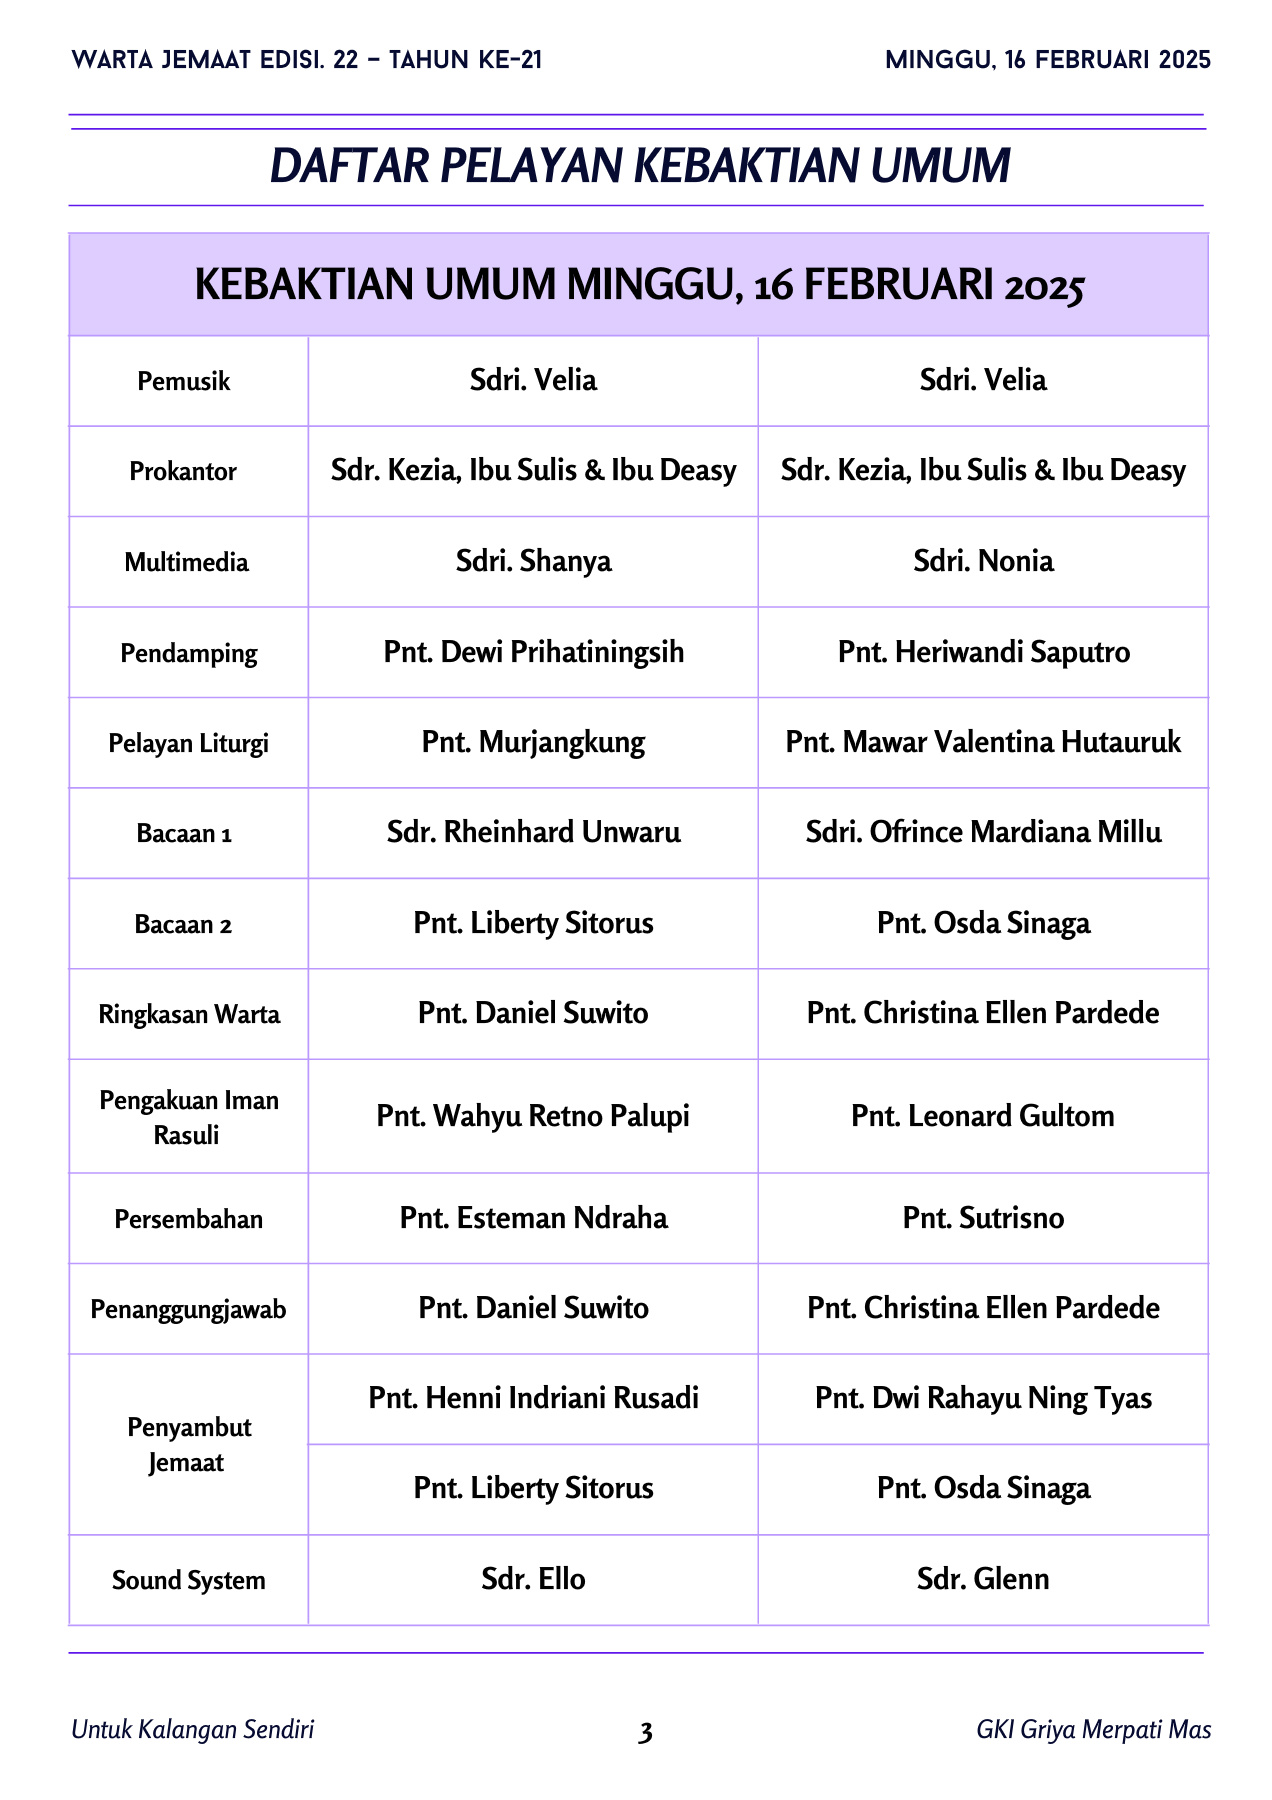 WARTA JEMAAT EDISI. 22 – TAHUN KE-21 MINGGU, 16 FEBRUARI 2025
DAFTAR PELAYAN KEBAKTIAN UMUM
KEBAKTIAN UMUM MINGGU, 16 FEBRUARI 2025
Pemusik Sdri. Velia Sdri. Velia
Prokantor Sdr. Kezia, Ibu Sulis & Ibu Deasy Sdr. Kezia, Ibu Sulis & Ibu Deasy
Multimedia Sdri. Shanya Sdri. Nonia
Pendamping Pnt. Dewi Prihatiningsih Pnt. Heriwandi Saputro
Pelayan Liturgi Pnt. Murjangkung Pnt. Mawar Valentina Hutauruk
Bacaan 1 Sdr. Rheinhard Unwaru Sdri. Ofrince Mardiana Millu
Bacaan 2 Pnt. Liberty Sitorus Pnt. Osda Sinaga
Ringkasan Warta Pnt. Daniel Suwito Pnt. Christina Ellen Pardede
Pengakuan Iman
Rasuli
Pnt. Wahyu Retno Palupi Pnt. Leonard Gultom
Persembahan Pnt. Esteman Ndraha Pnt. Sutrisno
Penanggungjawab Pnt. Daniel Suwito Pnt. Christina Ellen Pardede
Penyambut
Jemaat
Pnt. Henni Indriani Rusadi Pnt. Dwi Rahayu Ning Tyas
Pnt. Liberty Sitorus Pnt. Osda Sinaga
Sound System Sdr. Ello Sdr. Glenn
Untuk Kalangan Sendiri 3 GKI Griya Merpati Mas